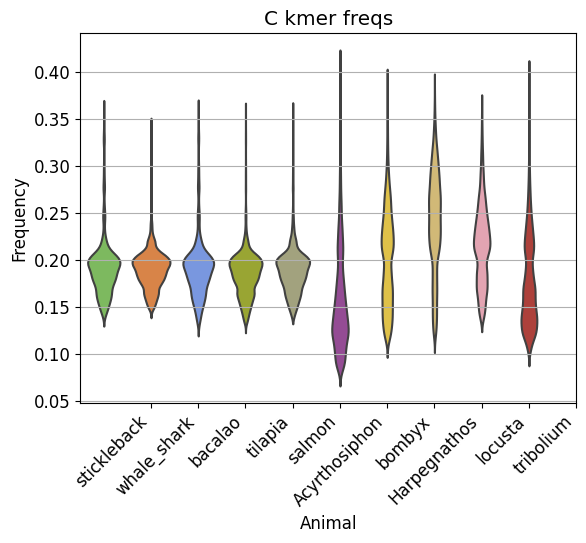 C kmer freqs
Frequency
0.40
0.35
0.30
0.25
0.20
0.15
0.10
0.05
stickleback
whale_shark
bacalao
tilapia
salmon
Acyrthosiphon
bombyx
Harpegnathos
locusta
tribolium
Animal